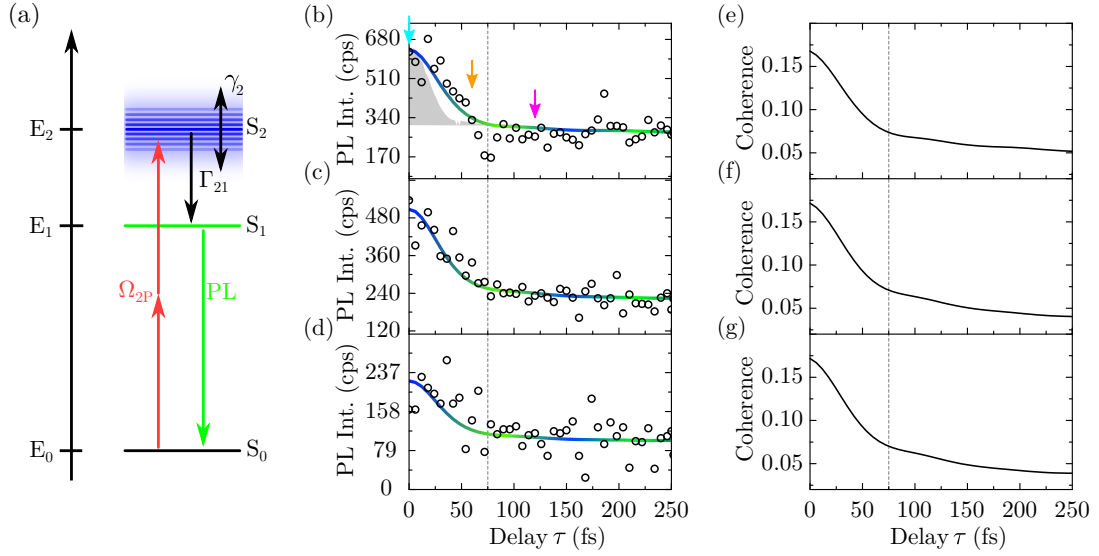 (a)
E₂
E₁
E₀
γ₂
S₂
Γ₂₁
S₁
Ω₂P
PL
S₀
(b)
PL Int. (cps)
680
510
340
170
(c)
PL Int. (cps)
480
360
240
120
(d)
PL Int. (cps)
237
158
79
0
0 50 100 150 200 250
Delay τ (fs)
(e)
Coherence
0.15
0.10
0.05
(f)
Coherence
0.15
0.10
0.05
(g)
Coherence
0.15
0.10
0.05
0 50 100 150 200 250
Delay τ (fs)